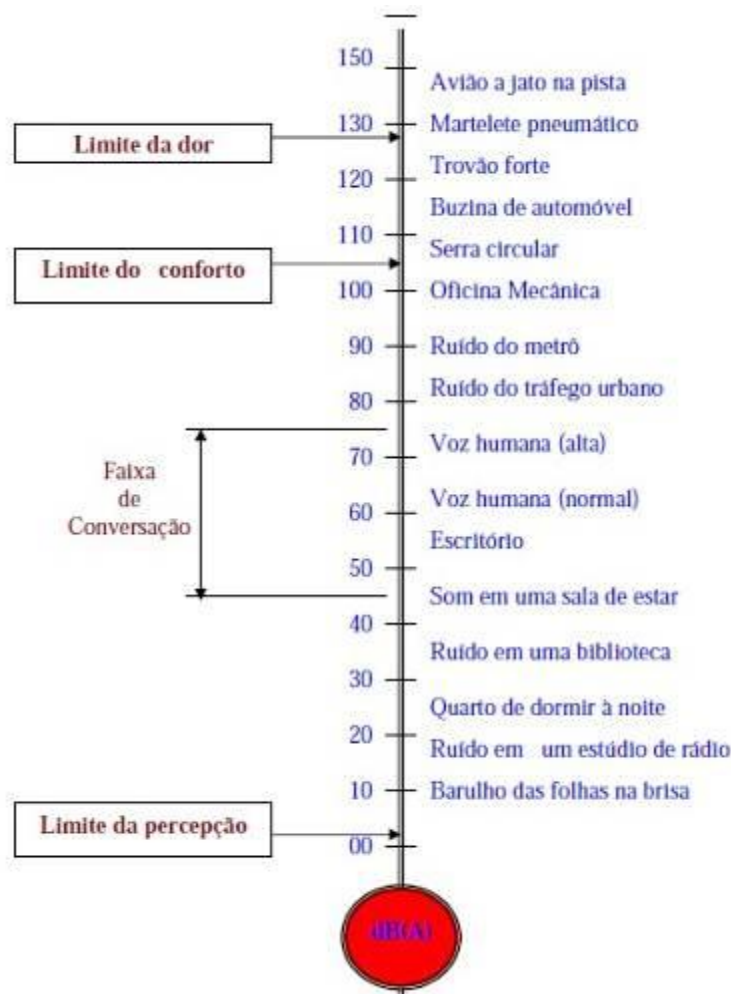 150
Avião a jato na pista
130
Martelete pneumático
Limite da dor
Trovão forte
120
Buzina de automóvel
110
Serra circular
Limite do conforto
100
Oficina Mecânica
90
Ruído do metrô
Ruído do tráfego urbano
80
Voz humana (alta)
70
Faixa
de
Conversação
Voz humana (normal)
60
Escritório
50
Som em uma sala de estar
40
Ruído em uma biblioteca
30
Quarto de dormir à noite
20
Ruído em um estúdio de rádio
10
Barulho das folhas na brisa
Limite da percepção
00
dB(A)